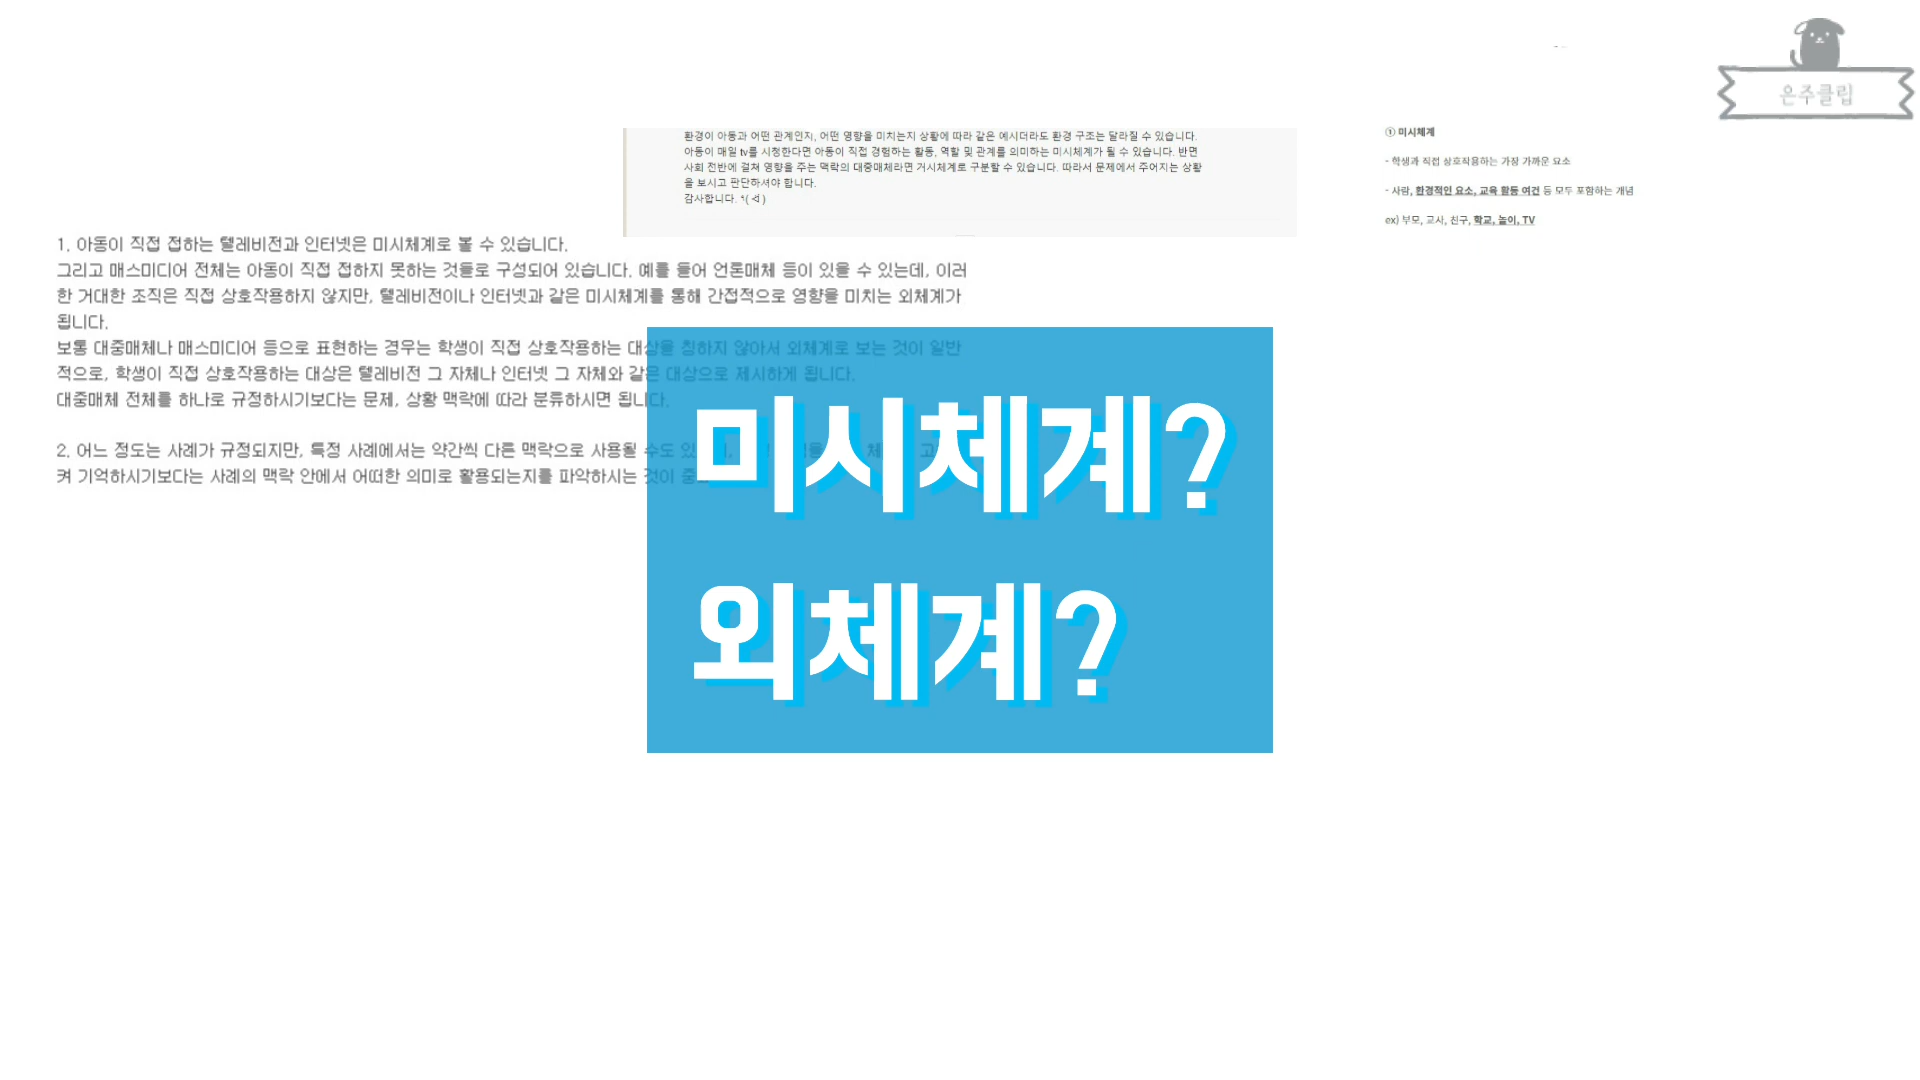 은주클립
환경이 아동과 어떤 관계인지, 어떤 영향을 미치는지 상황에 따라 같은 예시더라도 환경 구조는 달라질 수 있습니다.
아동이 매일 tv를 시청한다면 아동이 직접 경험하는 활동, 역할 및 관계를 의미하는 미시체계가 될 수 있습니다. 반면
사회 전반에 걸쳐 영향을 주는 맥락의 대중매체라면 거시체계로 구분할 수 있습니다. 따라서 문제에서 주어지는 상황
을 보시고 판단하셔야 합니다.
감사합니다.
① 미시체계
- 학생과 직접 상호작용하는 가장 가까운 요소
- 사람, 환경적인 요소, 교육 활동 여건 등 모두 포함하는 개념
ex) 부모, 교사, 친구, 학교, 놀이, TV
1. 아동이 직접 접하는 텔레비전과 인터넷은 미시체계로 볼 수 있습니다.
그리고 매스미디어 전체는 아동이 직접 접하지 못하는 것들로 구성되어 있습니다. 예를 들어 언론매체 등이 있을 수 있는데, 이러
한 거대한 조직은 직접 상호작용하지 않지만, 텔레비전이나 인터넷과 같은 미시체계를 통해 간접적으로 영향을 미치는 외체계가
됩니다.
보통 대중매체나 매스미디어 등으로 표현하는 경우는 학생이 직접 상호작용하는 대상을 칭하지 않아서 외체계로 보는 것이 일반
적으로, 학생이 직접 상호작용하는 대상은 텔레비전 그 자체나 인터넷 그 자체와 같은 대상으로 제시하게 됩니다.
대중매체 전체를 하나로 규정하시기보다는 문제, 상황 맥락에 따라 분류하시면 됩니다.
2. 어느 정도는 사례가 규정되지만, 특정 사례에서는 약간씩 다른 맥락으로 사용될 수도
켜 기억하시기보다는 사례의 맥락 안에서 어떠한 의미로 활용되는지를 파악하시는 것이
미시체계?
외체계?